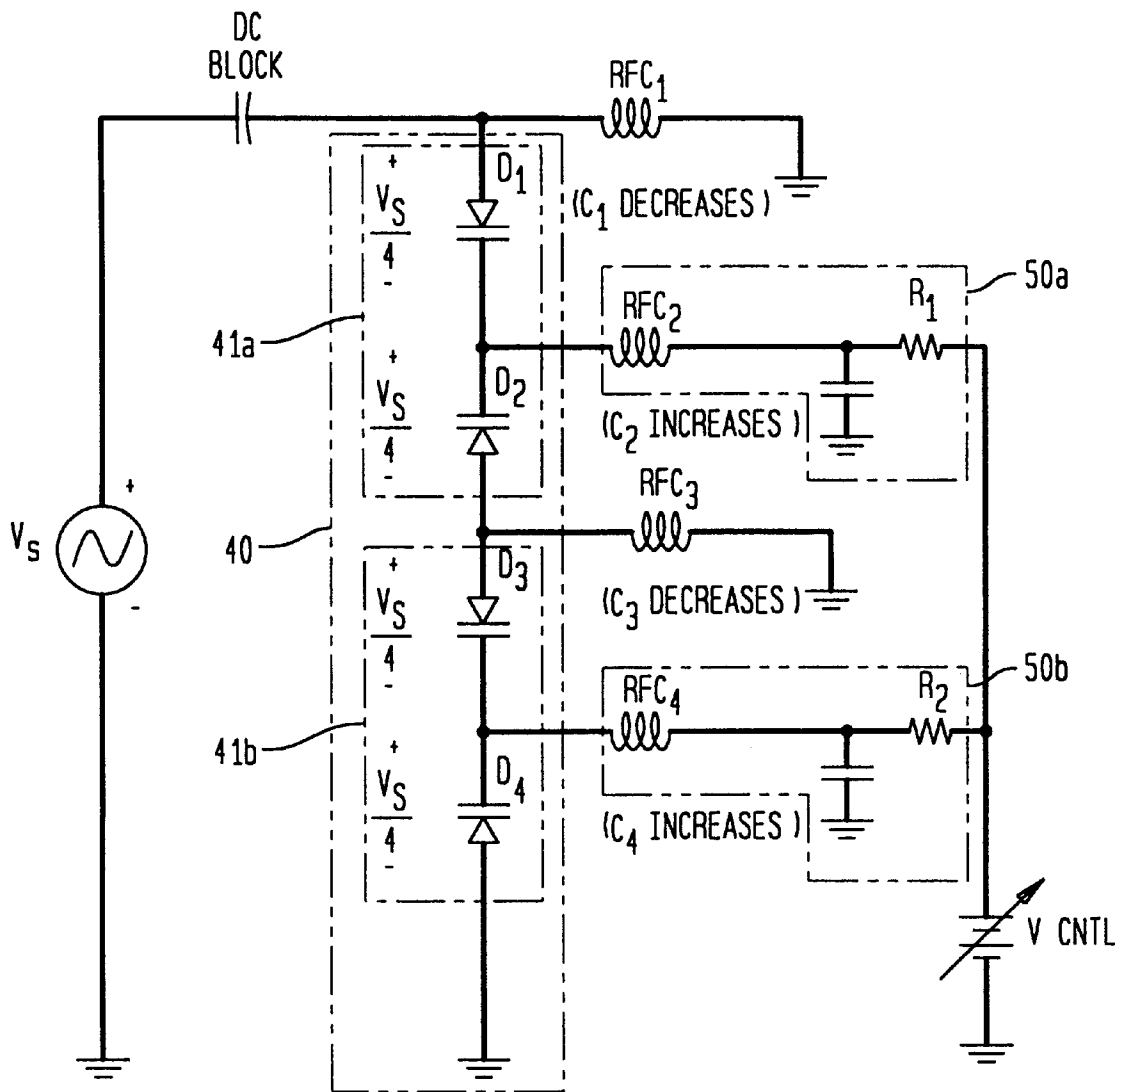 DC
BLOCK
RFC1
+
VS
4
-
D1
(C1 DECREASES)
50a
RFC2
R1
41a
+
VS
4
-
D2
(C2 INCREASES)
RFC3
+
VS
-
40
+
VS
4
-
D3
(C3 DECREASES)
50b
RFC4
R2
41b
+
VS
4
-
D4
(C4 INCREASES)
V CNTL